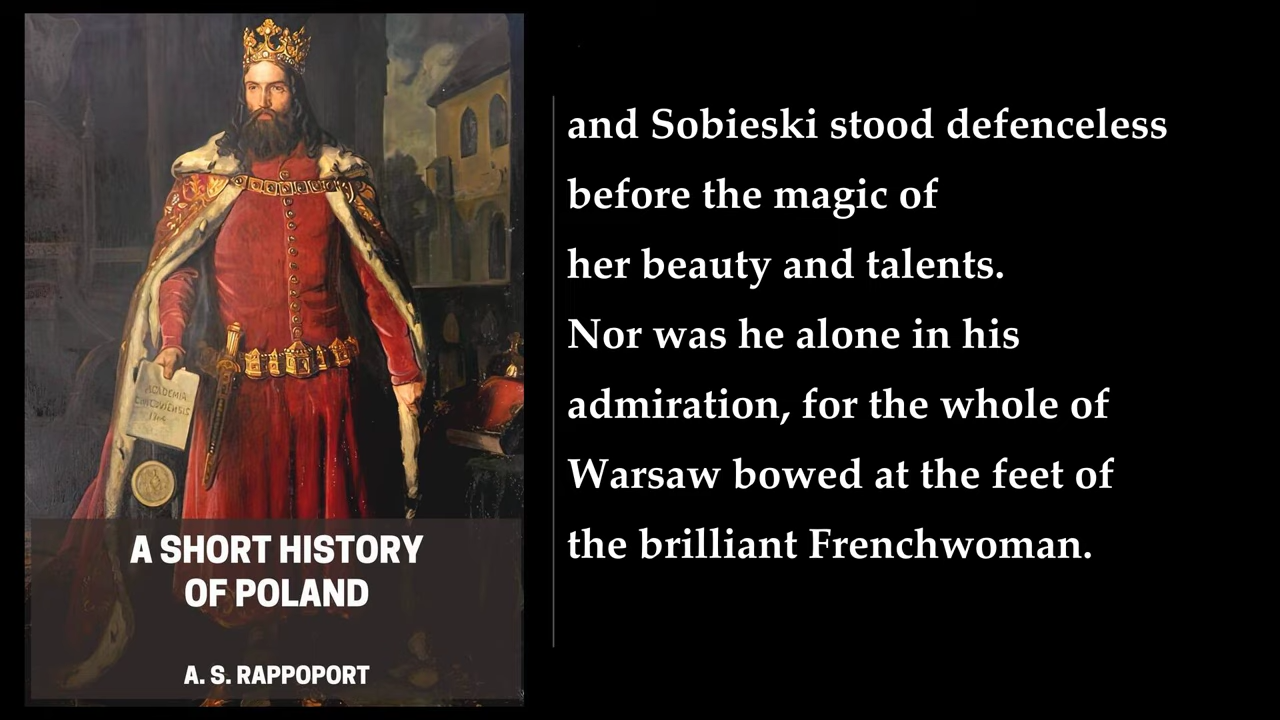 ACADEMIA
A SHORT HISTORY
OF POLAND
A. S. RAPPOPORT
and Sobieski stood defenceless
before the magic of
her beauty and talents.
Nor was he alone in his
admiration, for the whole of
Warsaw bowed at the feet of
the brilliant Frenchwoman.